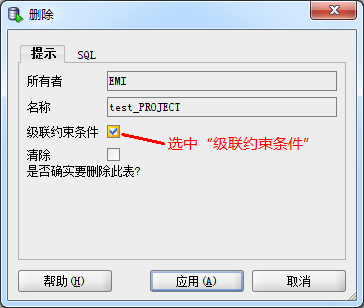 删除
提示 SQL
所有者 EMI
名称 test_PROJECT
级联约束条件 选中“级联约束条件”
清除
是否确实要删除此表?
帮助(H) 应用(A) 取消